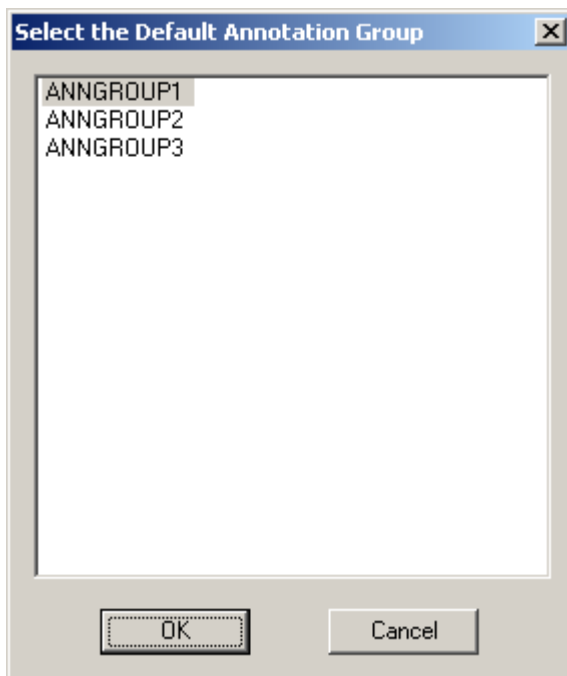 Select the Default Annotation Group
ANNGROUP1
ANNGROUP2
ANNGROUP3
OK
Cancel